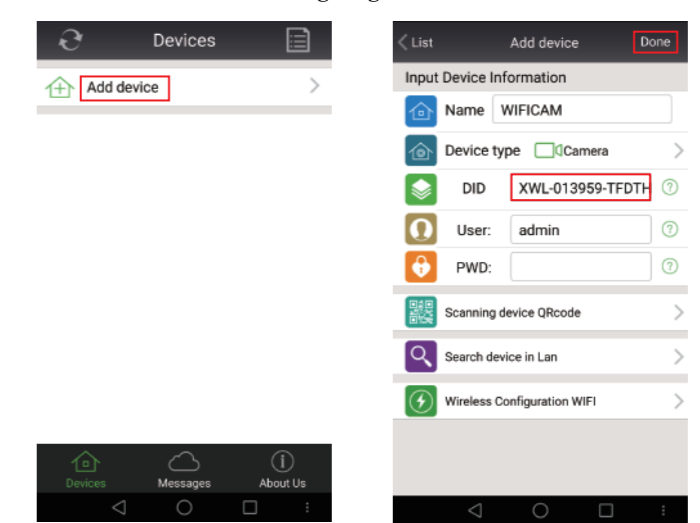 Devices
Add device
Devices
Messages
About Us
List
Add device
Done
Input Device Information
Name
WIFICAM
Device type
Camera
DID
XWL-013959-TFDTH
?
User:
admin
?
PWD:
?
Scanning device QRcode
Search device in Lan
Wireless Configuration WIFI